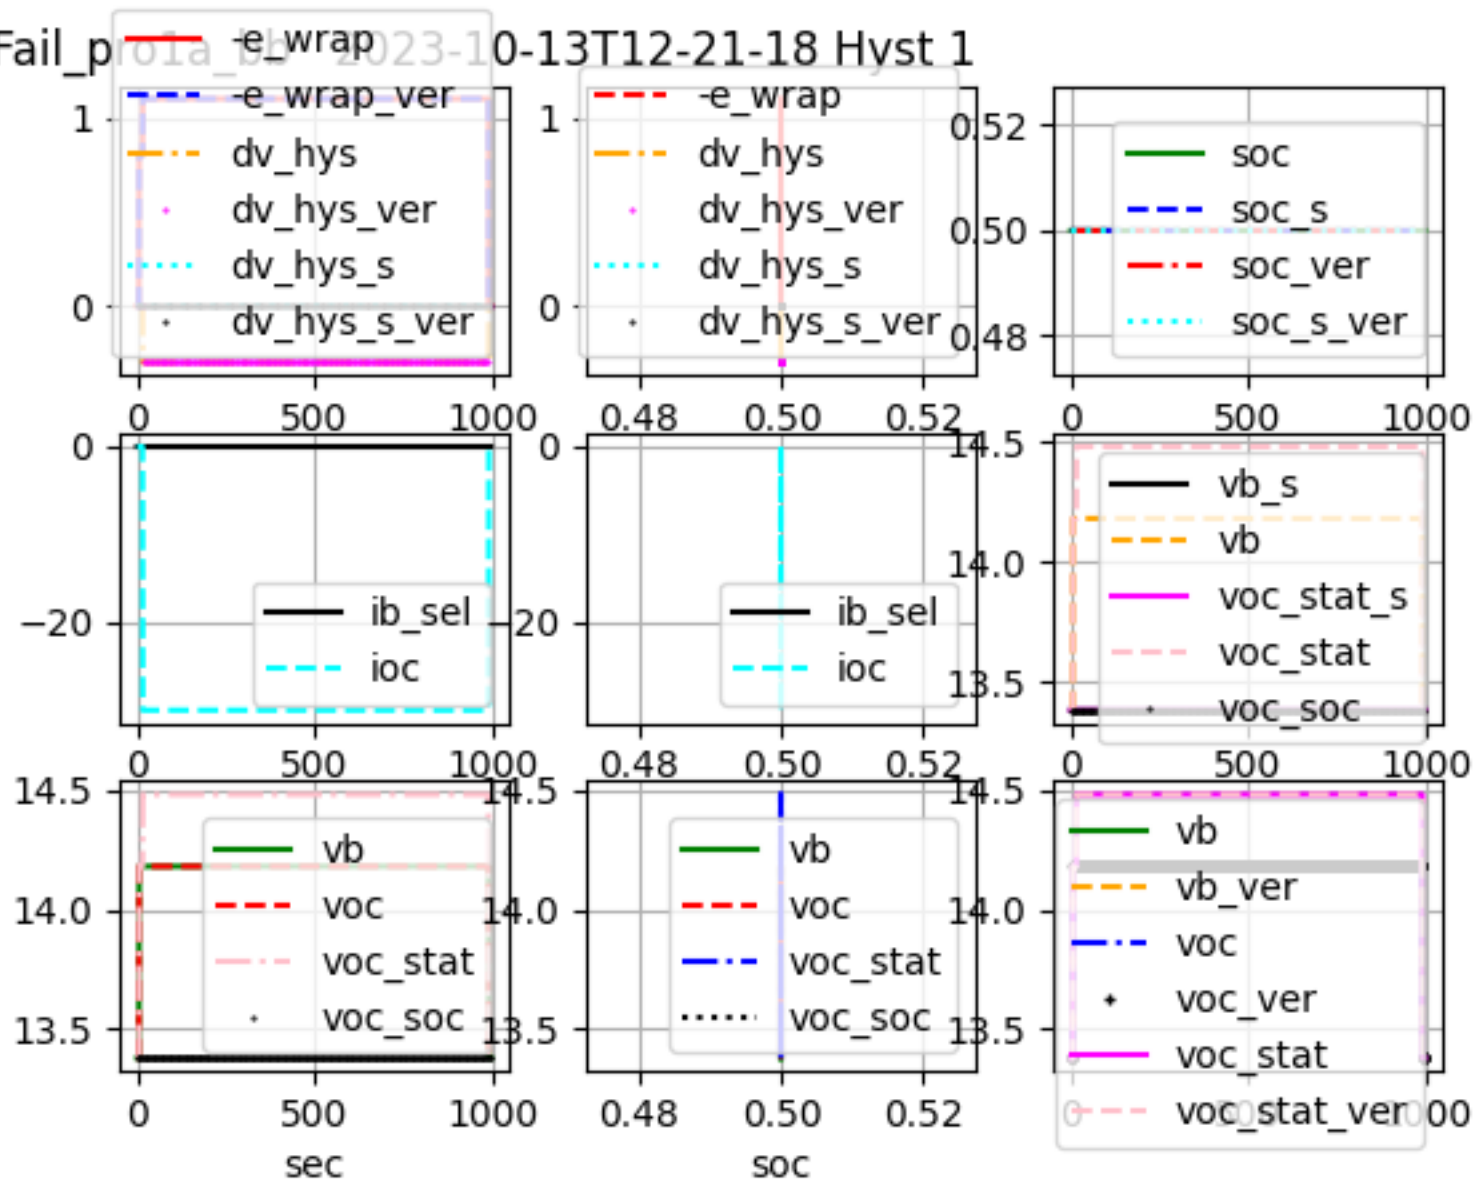 Fail_pro1a_bb 2023-10-13T12-21-18 Hyst 1
-e_wrap
-e_wrap_ver
dv_hys
dv_hys_ver
dv_hys_s
dv_hys_s_ver
1
0
0 500 1000
-e_wrap
dv_hys
dv_hys_ver
dv_hys_s
dv_hys_s_ver
1
0
0.48 0.50 0.52
soc
soc_s
soc_ver
soc_s_ver
0.52
0.50
0.48
0 500 1000
0
−20
ib_sel
ioc
0 500 1000
0
20
ib_sel
ioc
0.48 0.50 0.52
14.5
14.0
13.5
vb_s
vb
voc_stat_s
voc_stat
voc_soc
0 500 1000
14.5
14.0
13.5
vb
voc
voc_stat
voc_soc
0 500 1000
sec
14.5
14.0
13.5
vb
voc
voc_stat
voc_soc
0.48 0.50 0.52
soc
14.5
14.0
13.5
vb
vb_ver
voc
voc_ver
voc_stat
voc_stat_ver
0 500 1000